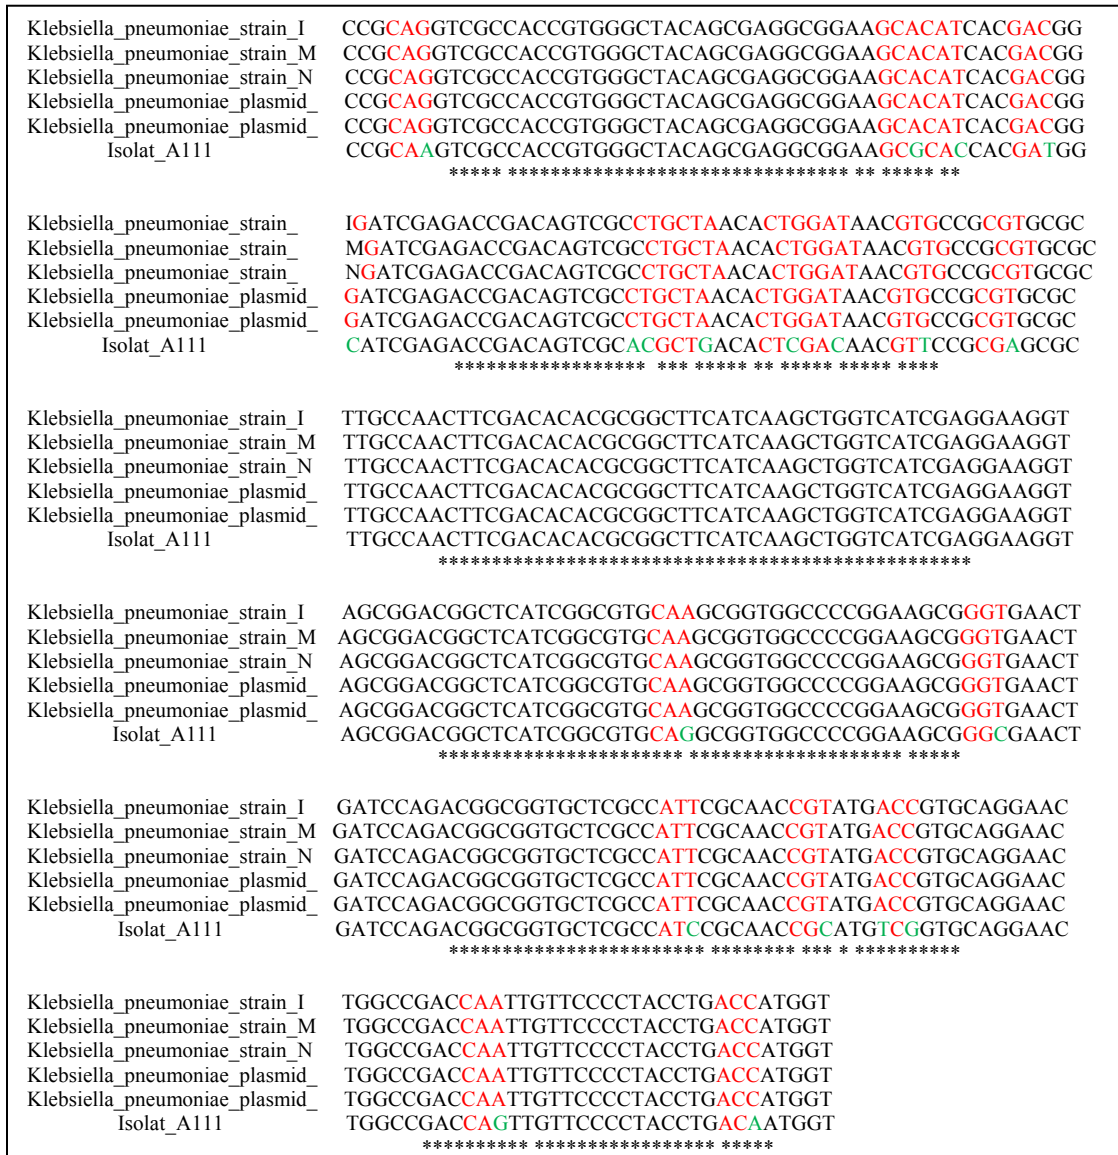 Klebsiella_pneumoniae_strain_I CCGCAGGTCGCCACCGTGGGCTACAGCGAGGCGGAAGCACATCACGACGG
Klebsiella_pneumoniae_strain_M CCGCAGGTCGCCACCGTGGGCTACAGCGAGGCGGAAGCACATCACGACGG
Klebsiella_pneumoniae_strain_N CCGCAGGTCGCCACCGTGGGCTACAGCGAGGCGGAAGCACATCACGACGG
Klebsiella_pneumoniae_plasmid_ CCGCAGGTCGCCACCGTGGGCTACAGCGAGGCGGAAGCACATCACGACGG
Klebsiella_pneumoniae_plasmid_ CCGCAGGTCGCCACCGTGGGCTACAGCGAGGCGGAAGCACATCACGACGG
Isolat_A111 CCGCAAGTCGCCACCGTGGGCTACAGCGAGGCGGAAGCGCACCACGATGG
***** ******************************** ** ***** **
Klebsiella_pneumoniae_strain_ IGATCGAGACCGACAGTCGCCTGCTAACACTGGATAACGTGCCGCGTGCGC
Klebsiella_pneumoniae_strain_ MGATCGAGACCGACAGTCGCCTGCTAACACTGGATAACGTGCCGCGTGCGC
Klebsiella_pneumoniae_strain_ NGATCGAGACCGACAGTCGCCTGCTAACACTGGATAACGTGCCGCGTGCGC
Klebsiella_pneumoniae_plasmid_ GATCGAGACCGACAGTCGCCTGCTAACACTGGATAACGTGCCGCGTGCGC
Klebsiella_pneumoniae_plasmid_ GATCGAGACCGACAGTCGCCTGCTAACACTGGATAACGTGCCGCGTGCGC
Isolat_A111 CATCGAGACCGACAGTCGCACGCTGACACTCGACAACGTTCCGCGAGCGC
****************** *** ***** ** ***** ***** ****
Klebsiella_pneumoniae_strain_I TTGCCAACTTCGACACACGCGGCTTCATCAAGCTGGTCATCGAGGAAGGT
Klebsiella_pneumoniae_strain_M TTGCCAACTTCGACACACGCGGCTTCATCAAGCTGGTCATCGAGGAAGGT
Klebsiella_pneumoniae_strain_N TTGCCAACTTCGACACACGCGGCTTCATCAAGCTGGTCATCGAGGAAGGT
Klebsiella_pneumoniae_plasmid_ TTGCCAACTTCGACACACGCGGCTTCATCAAGCTGGTCATCGAGGAAGGT
Klebsiella_pneumoniae_plasmid_ TTGCCAACTTCGACACACGCGGCTTCATCAAGCTGGTCATCGAGGAAGGT
Isolat_A111 TTGCCAACTTCGACACACGCGGCTTCATCAAGCTGGTCATCGAGGAAGGT
**************************************************
Klebsiella_pneumoniae_strain_I AGCGGACGGCTCATCGGCGTGCAAGCGGTGGCCCCGGAAGCGGGTGAACT
Klebsiella_pneumoniae_strain_M AGCGGACGGCTCATCGGCGTGCAAGCGGTGGCCCCGGAAGCGGGTGAACT
Klebsiella_pneumoniae_strain_N AGCGGACGGCTCATCGGCGTGCAAGCGGTGGCCCCGGAAGCGGGTGAACT
Klebsiella_pneumoniae_plasmid_ AGCGGACGGCTCATCGGCGTGCAAGCGGTGGCCCCGGAAGCGGGTGAACT
Klebsiella_pneumoniae_plasmid_ AGCGGACGGCTCATCGGCGTGCAAGCGGTGGCCCCGGAAGCGGGTGAACT
Isolat_A111 AGCGGACGGCTCATCGGCGTGCAGGCGGTGGCCCCGGAAGCGGGCGAACT
*********************** ******************** *****
Klebsiella_pneumoniae_strain_I GATCCAGACGGCGGTGCTCGCCATTCGCAACCGTATGACCGTGCAGGAAC
Klebsiella_pneumoniae_strain_M GATCCAGACGGCGGTGCTCGCCATTCGCAACCGTATGACCGTGCAGGAAC
Klebsiella_pneumoniae_strain_N GATCCAGACGGCGGTGCTCGCCATTCGCAACCGTATGACCGTGCAGGAAC
Klebsiella_pneumoniae_plasmid_ GATCCAGACGGCGGTGCTCGCCATTCGCAACCGTATGACCGTGCAGGAAC
Klebsiella_pneumoniae_plasmid_ GATCCAGACGGCGGTGCTCGCCATTCGCAACCGTATGACCGTGCAGGAAC
Isolat_A111 GATCCAGACGGCGGTGCTCGCCATCCGCAACCGCATGTCGGTGCAGGAAC
************************ ******** *** * **********
Klebsiella_pneumoniae_strain_I TGGCCGACCAATTGTTCCCCTACCTGACCATGGT
Klebsiella_pneumoniae_strain_M TGGCCGACCAATTGTTCCCCTACCTGACCATGGT
Klebsiella_pneumoniae_strain_N TGGCCGACCAATTGTTCCCCTACCTGACCATGGT
Klebsiella_pneumoniae_plasmid_ TGGCCGACCAATTGTTCCCCTACCTGACCATGGT
Klebsiella_pneumoniae_plasmid_ TGGCCGACCAATTGTTCCCCTACCTGACCATGGT
Isolat_A111 TGGCCGACCAGTTGTTCCCCTACCTGACAATGGT
********** ***************** *****